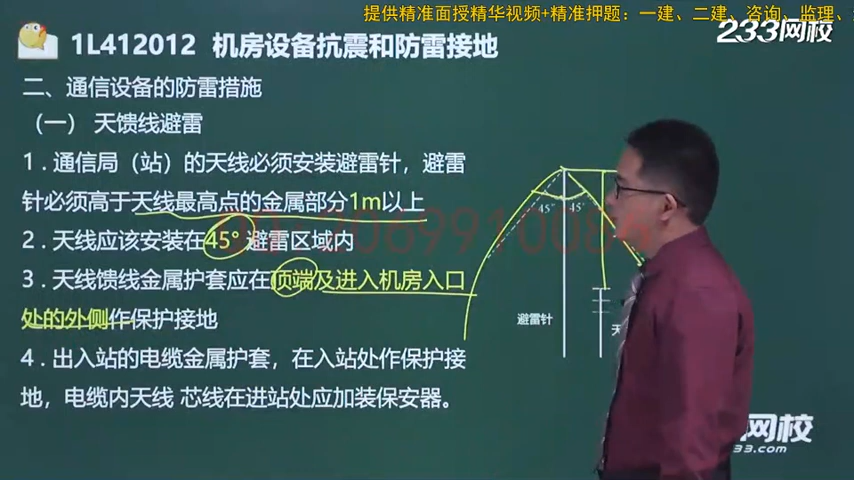 提供精准面授精华视频+精准押题：一建、二建、咨询、监理、
233网校
1L412012 机房设备抗震和防雷接地
二、通信设备的防雷措施
（一） 天馈线避雷
1．通信局（站）的天线必须安装避雷针，避雷
针必须高于天线最高点的金属部分1m以上
2．天线应该安装在45°避雷区域内
3．天线馈线金属护套应在顶端及进入机房入口
处的外侧作保护接地
4．出入站的电缆金属护套，在入站处作保护接
地，电缆内天线 芯线在进站处应加装保安器。
45° 45°
避雷针
天
网校
33.com